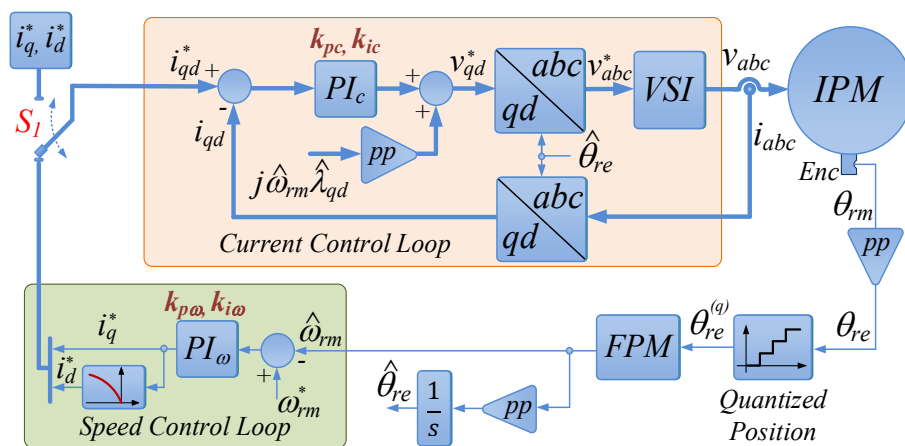 i*q, i*d
S1
i*qd
+
-
iqd
kpc, kic
PIc
+
+
v*qd
abc
qd
v*abc
VSI
vabc
IPM
iabc
Enc
θrm
pp
jω̂rm λ̂qd
pp
θ̂re
abc
qd
Current Control Loop
kpω, kiω
i*q
i*d
PIω
-
+
ω̂rm
ω*rm
Speed Control Loop
θ̂re
1
s
pp
FPM
θre(q)
θre
Quantized
Position